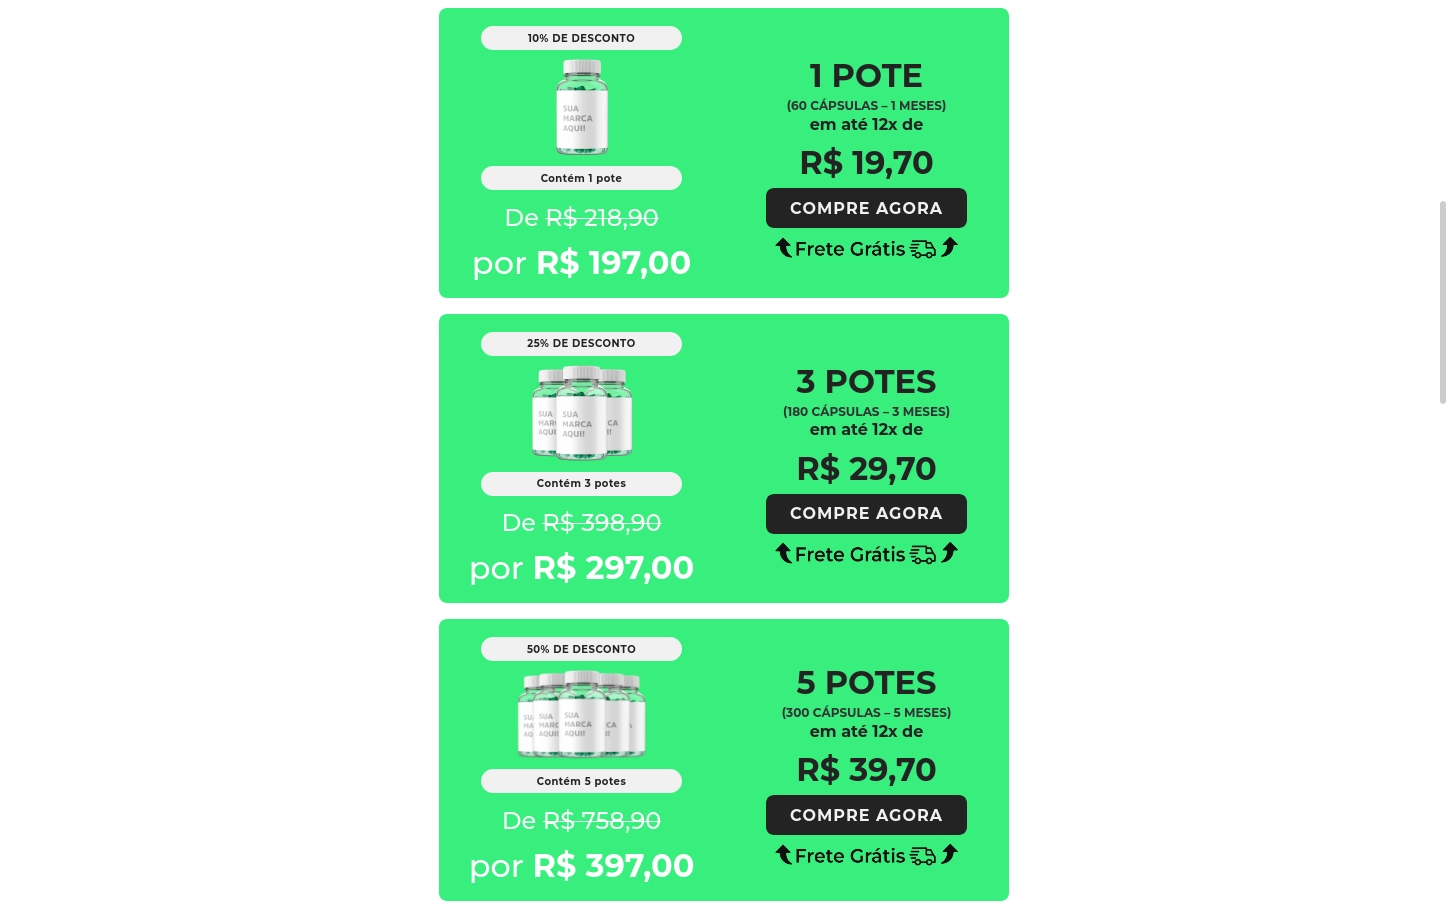 10% DE DESCONTO
SUA
MARCA
AQUI!
Contém 1 pote
De R$ 218,90
por R$ 197,00
1 POTE
(60 CÁPSULAS – 1 MESES)
em até 12x de
R$ 19,70
COMPRE AGORA
Frete Grátis
25% DE DESCONTO
SUA
MARCA
AQUI!
Contém 3 potes
De R$ 398,90
por R$ 297,00
3 POTES
(180 CÁPSULAS – 3 MESES)
em até 12x de
R$ 29,70
COMPRE AGORA
Frete Grátis
50% DE DESCONTO
SUA
MARCA
AQUI!
Contém 5 potes
De R$ 758,90
por R$ 397,00
5 POTES
(300 CÁPSULAS – 5 MESES)
em até 12x de
R$ 39,70
COMPRE AGORA
Frete Grátis